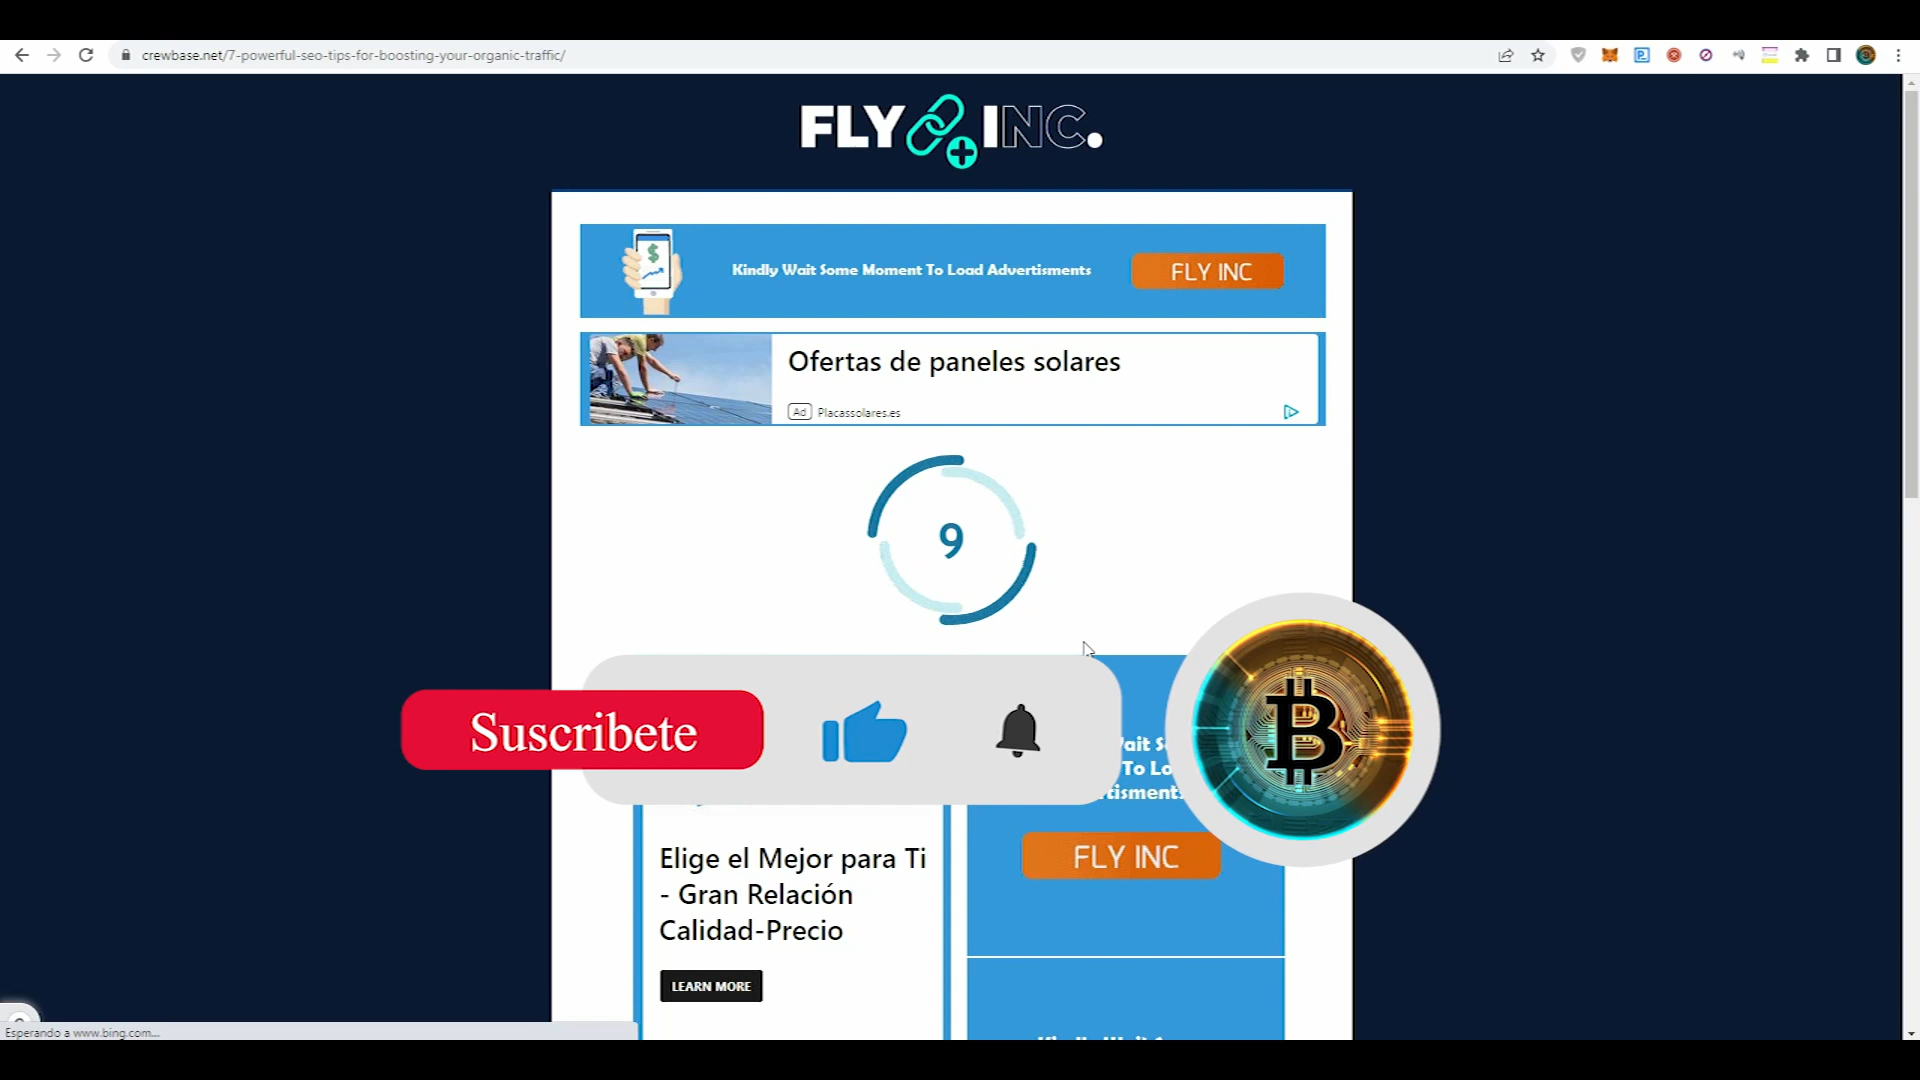 crewbase.net/7-powerful-seo-tips-for-boosting-your-organic-traffic/
FLY INC.
Kindly Wait Some Moment To Load Advertisments
FLY INC
Ofertas de paneles solares
Ad Placassolares.es
9
Suscribete
To Lo
FLY INC
Elige el Mejor para Ti
- Gran Relación
Calidad-Precio
LEARN MORE
Esperando a www.bing.com...